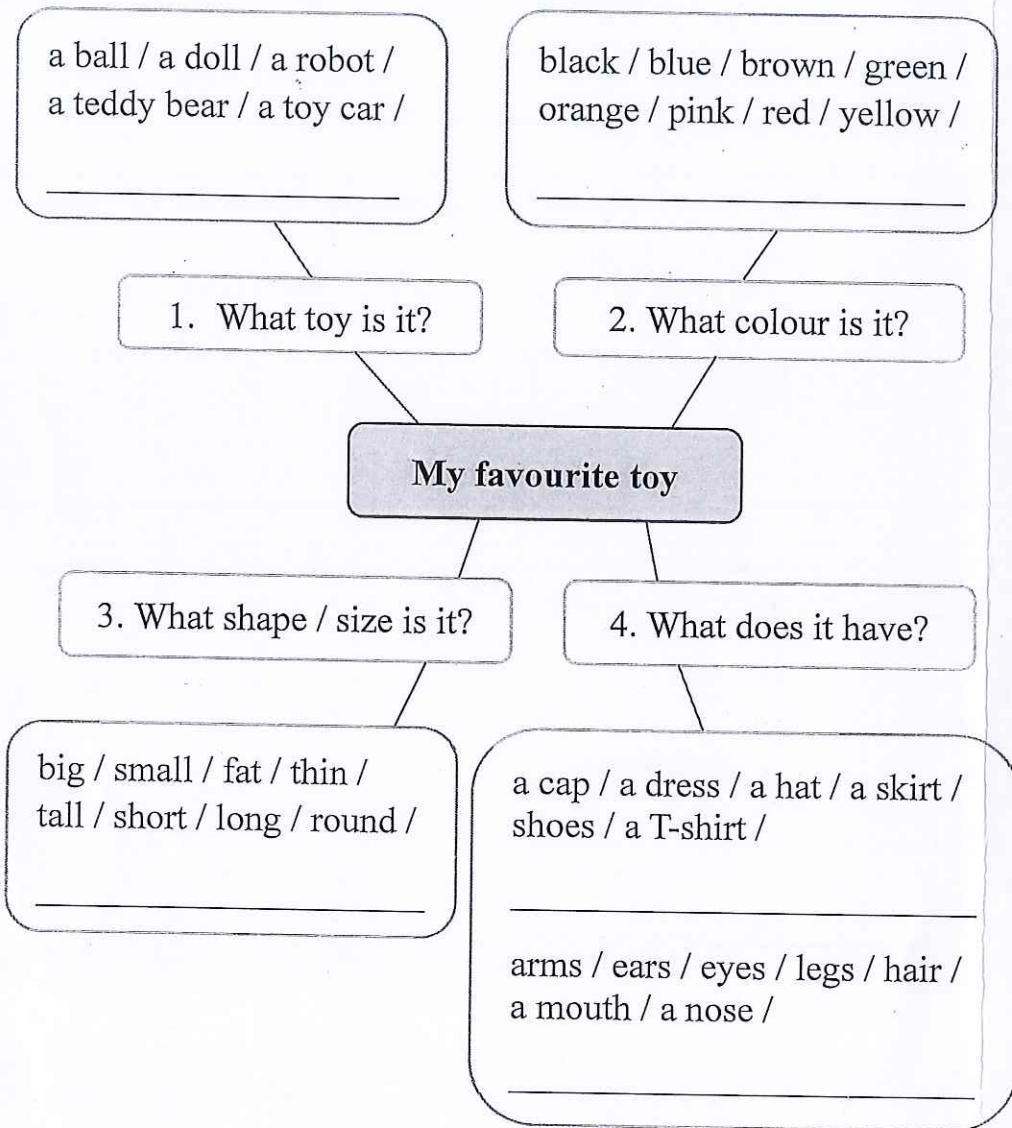 a ball / a doll / a robot /
a teddy bear / a toy car /
black / blue / brown / green /
orange / pink / red / yellow /
1. What toy is it?
2. What colour is it?
My favourite toy
3. What shape / size is it?
4. What does it have?
big / small / fat / thin /
tall / short / long / round /
a cap / a dress / a hat / a skirt /
shoes / a T-shirt /
arms / ears / eyes / legs / hair /
a mouth / a nose /